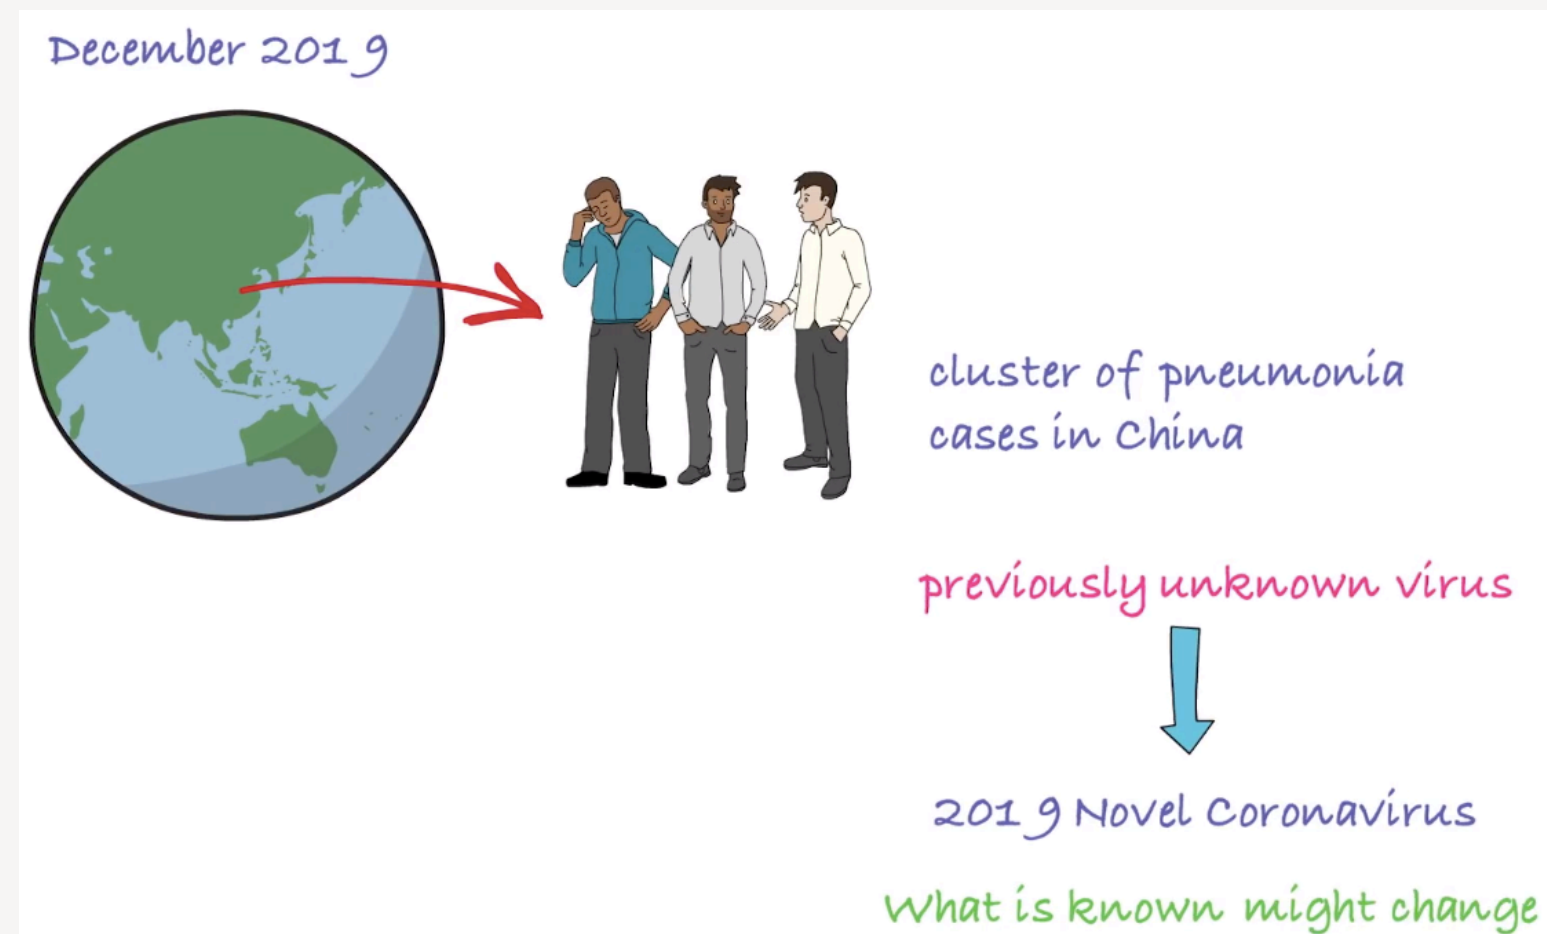 December 2019
cluster of pneumonia
cases in China
previously unknown virus
2019 Novel Coronavirus
What is known might change